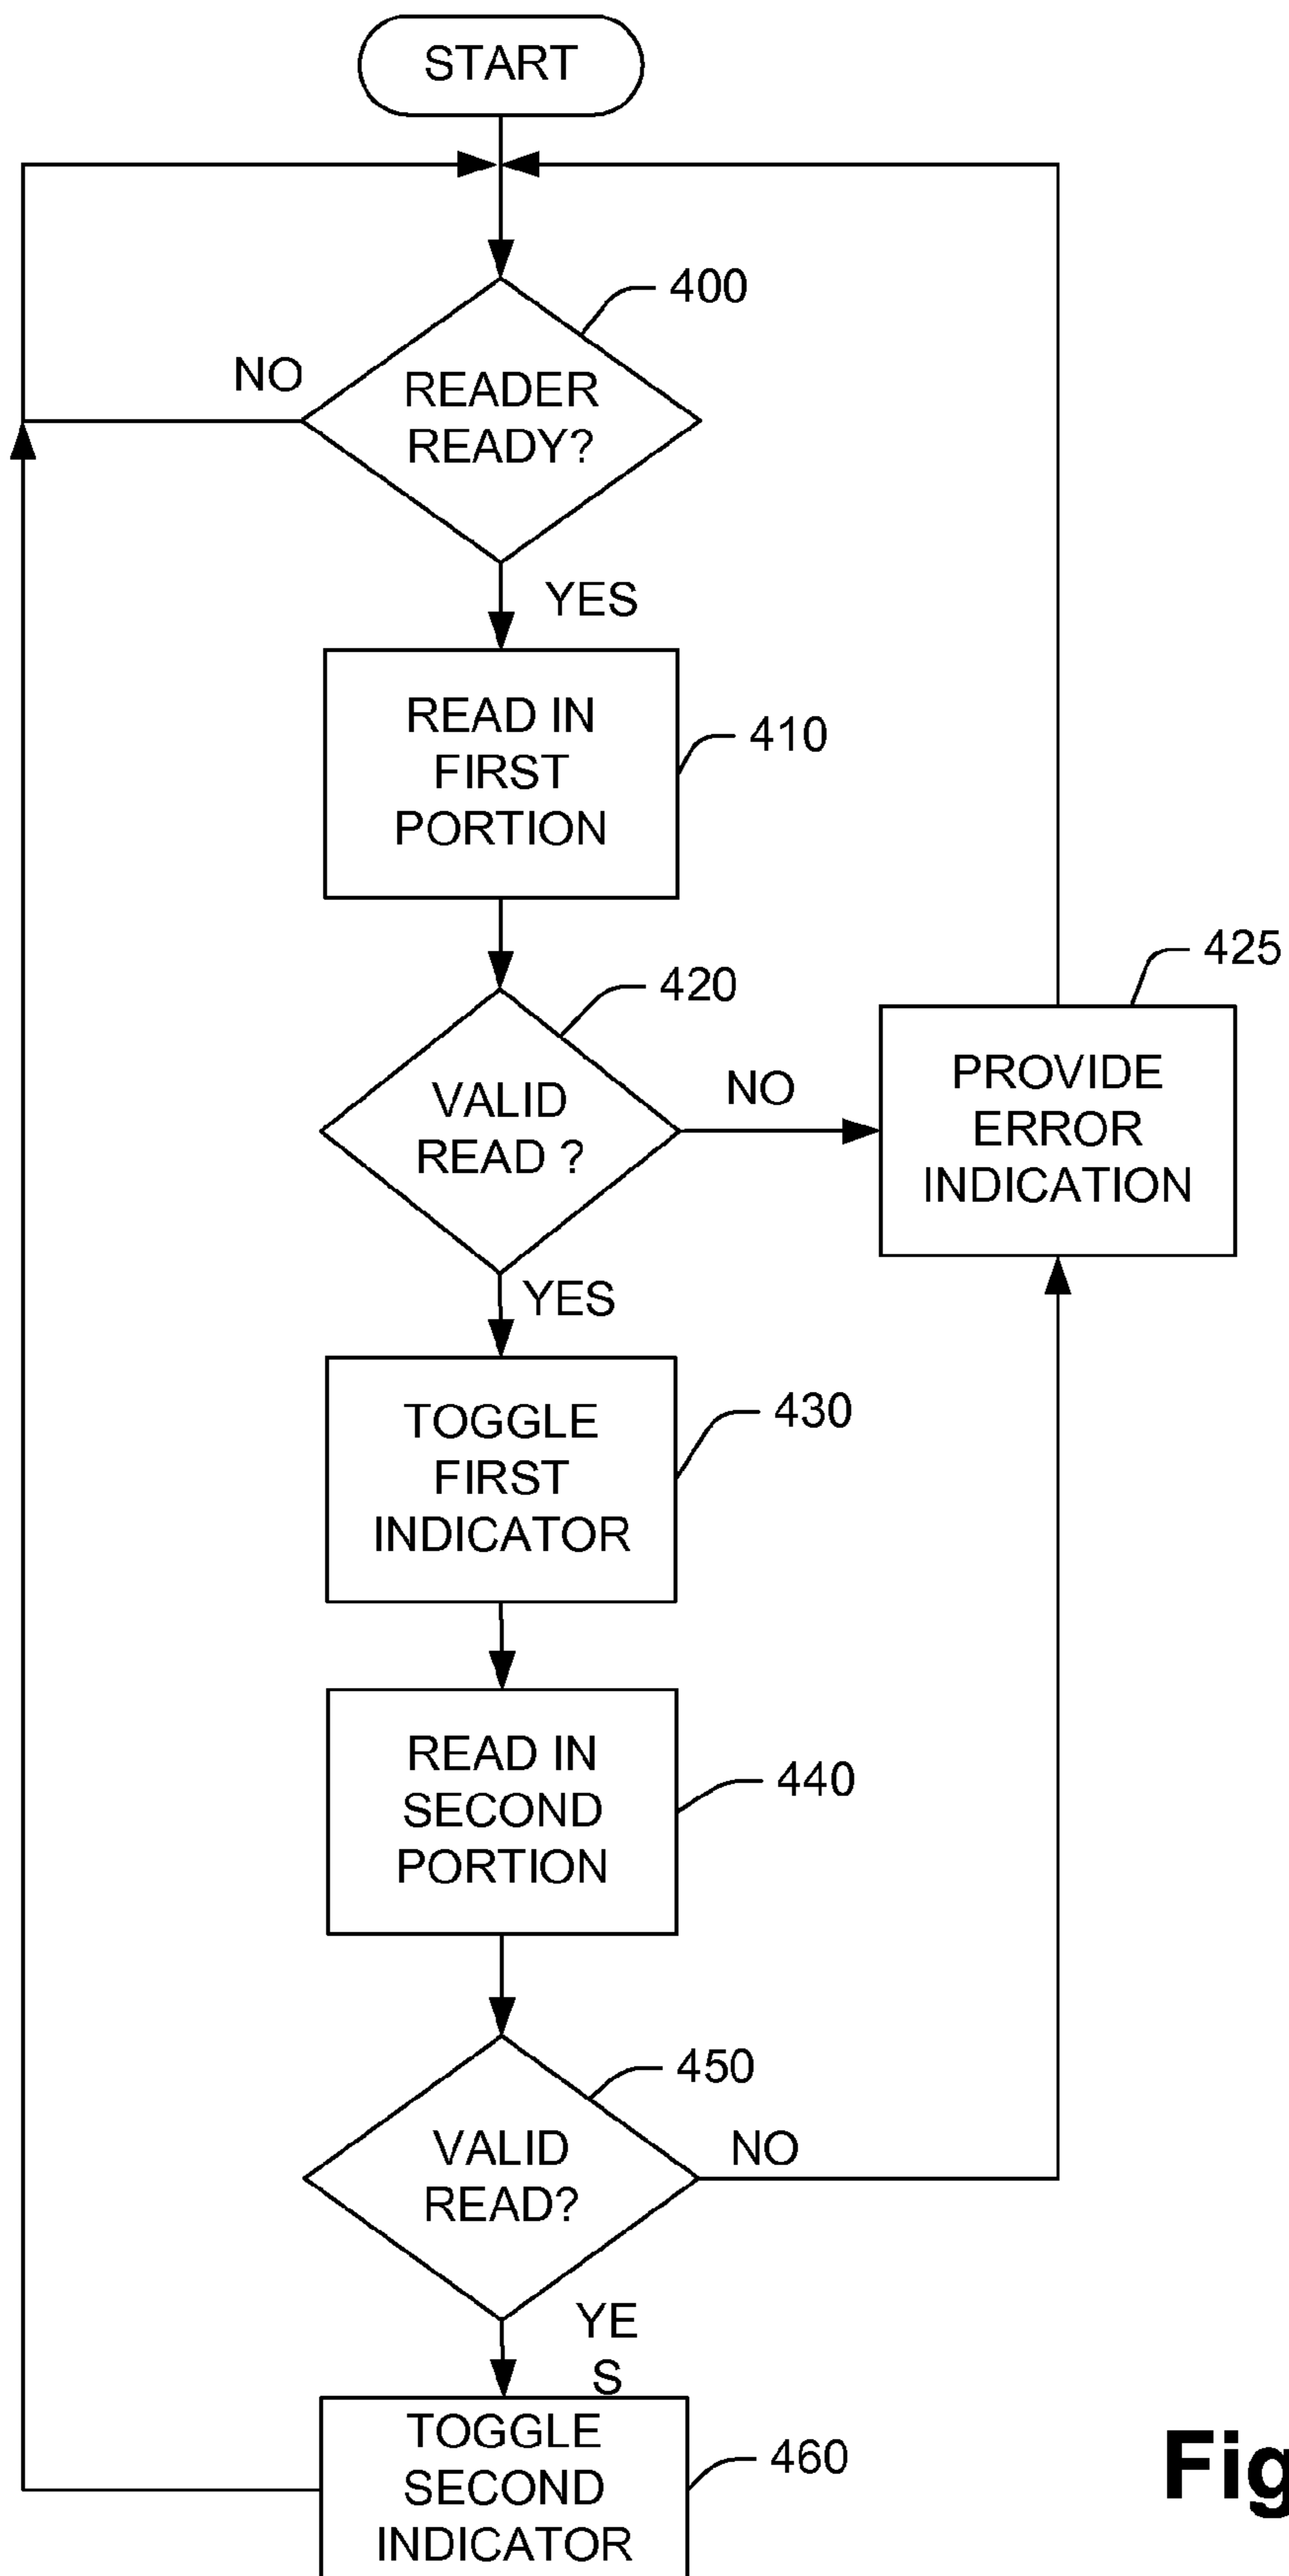 START
400
NO
READER
READY?
YES
READ IN
FIRST
PORTION
410
425
420
VALID
READ ?
NO
PROVIDE
ERROR
INDICATION
YES
TOGGLE
FIRST
INDICATOR
430
READ IN
SECOND
PORTION
440
450
VALID
READ?
NO
YE
S
TOGGLE
SECOND
INDICATOR
460
Fig